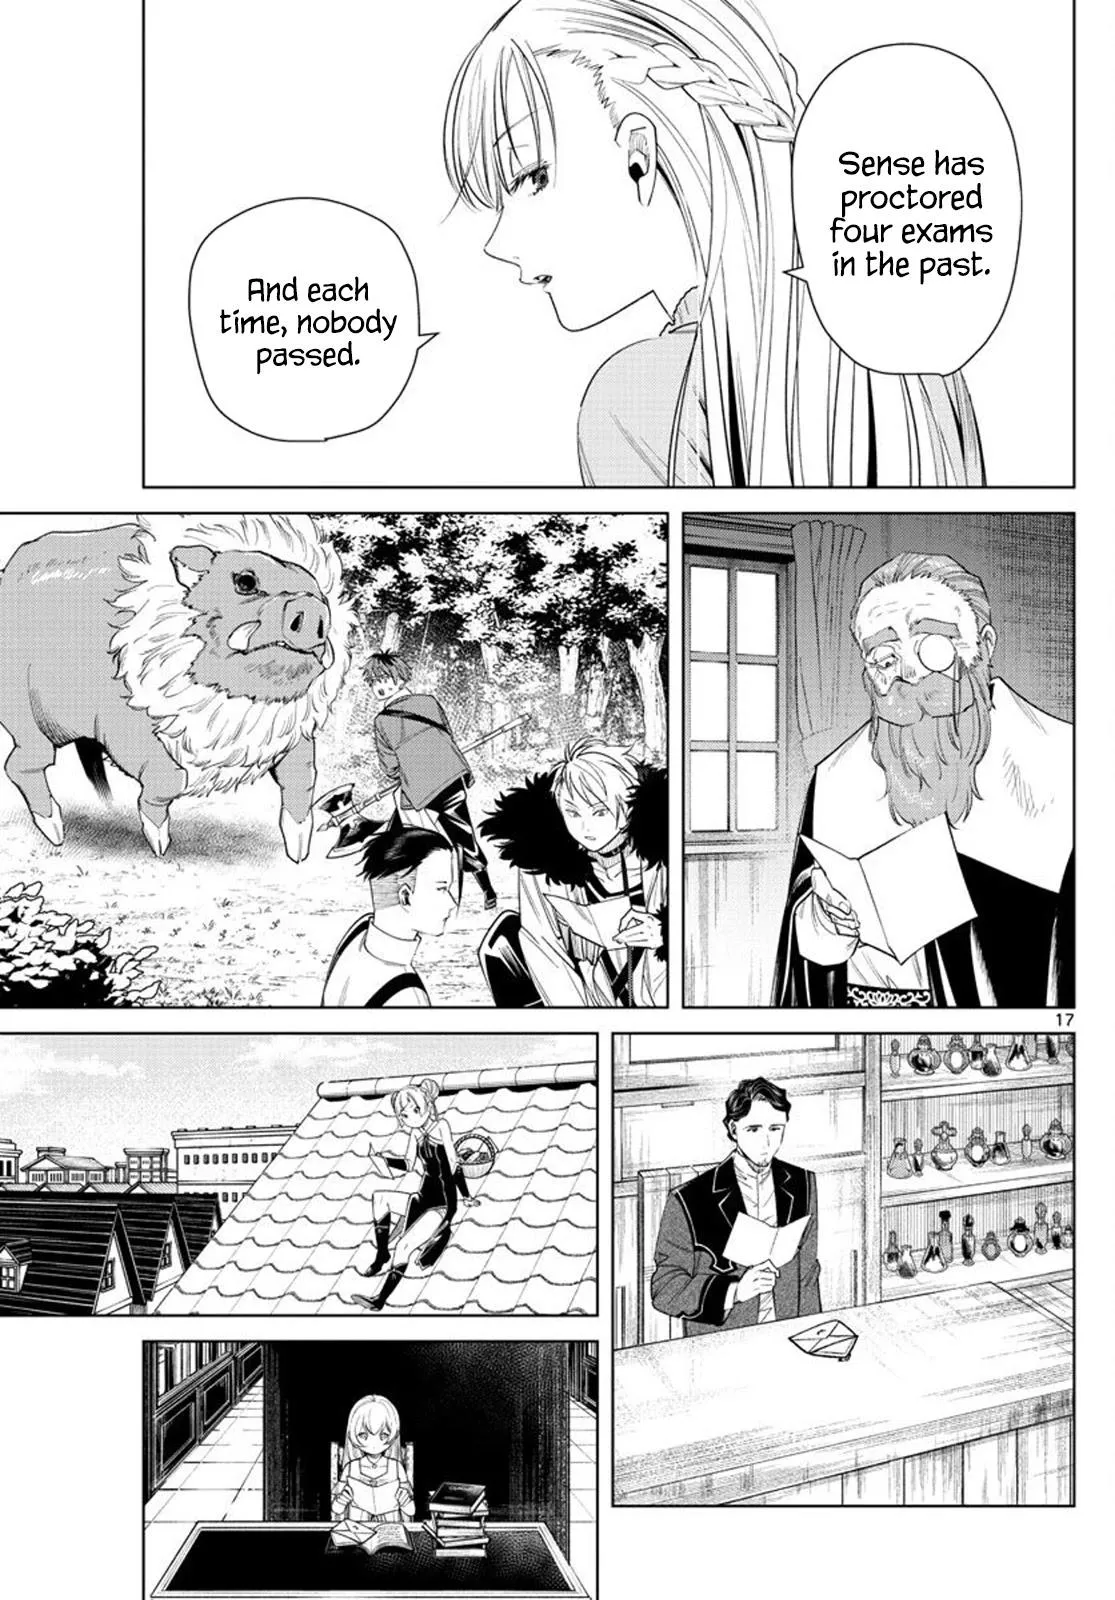 Sense has
proctored
four exams
in the past.
And each
time, nobody
passed.
17